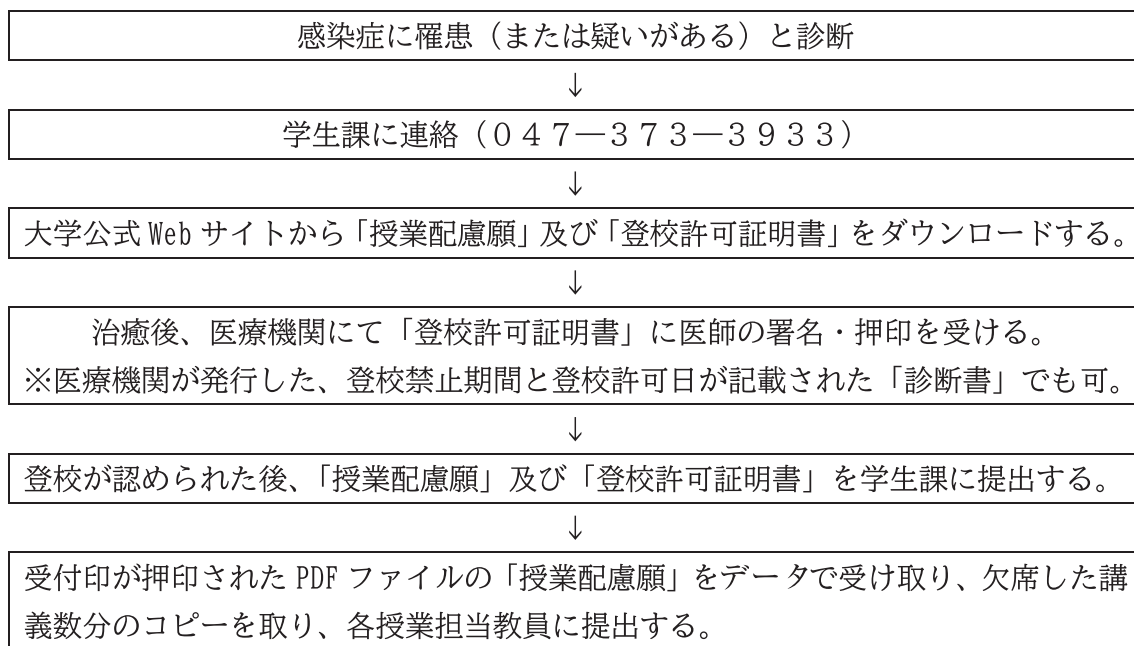 感染症に罹患（または疑いがある）と診断
↓
学生課に連絡（０４７―３７３―３９３３）
↓
大学公式 Web サイトから「授業配慮願」及び「登校許可証明書」をダウンロードする。
↓
治癒後、医療機関にて「登校許可証明書」に医師の署名・押印を受ける。
※医療機関が発行した、登校禁止期間と登校許可日が記載された「診断書」でも可。
↓
登校が認められた後、「授業配慮願」及び「登校許可証明書」を学生課に提出する。
↓
受付印が押印された PDF ファイルの「授業配慮願」をデータで受け取り、欠席した講
義数分のコピーを取り、各授業担当教員に提出する。